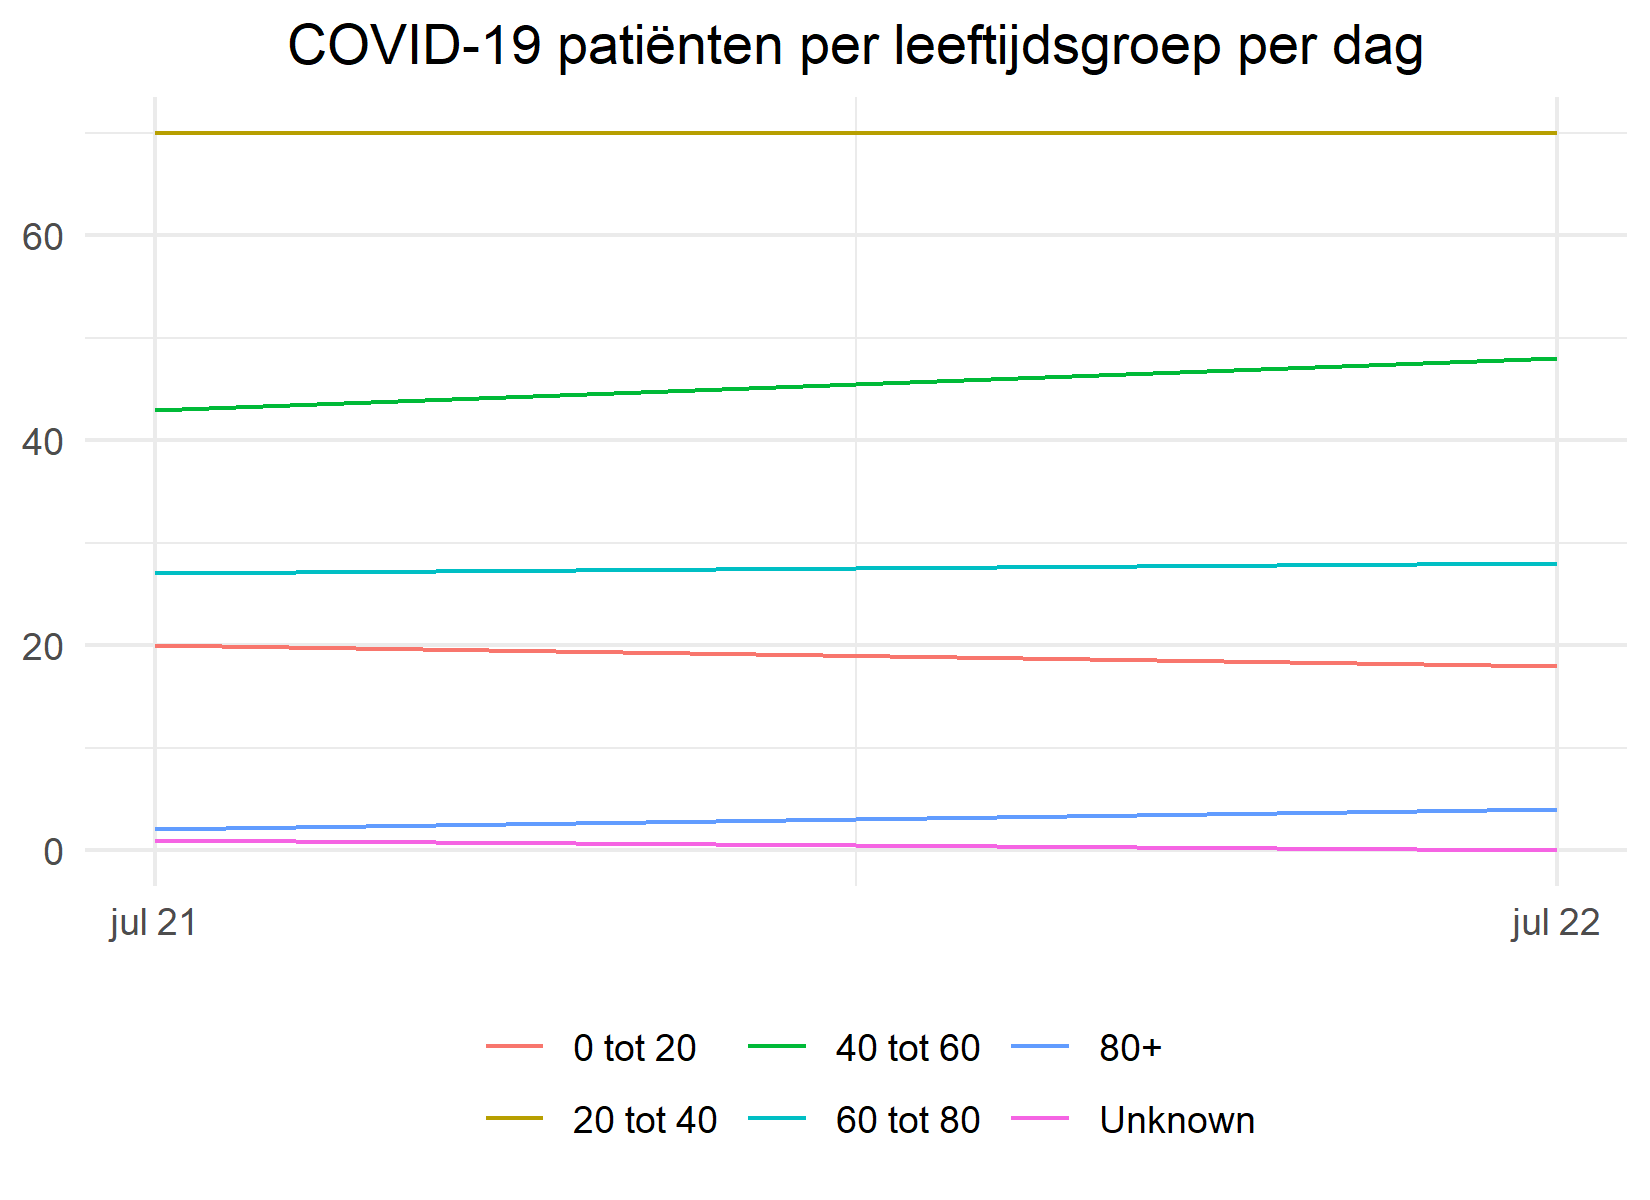 COVID-19 patiënten per leeftijdsgroep per dag
60
40
20
0
jul 21
jul 22
0 tot 20
40 tot 60
80+
20 tot 40
60 tot 80
Unknown